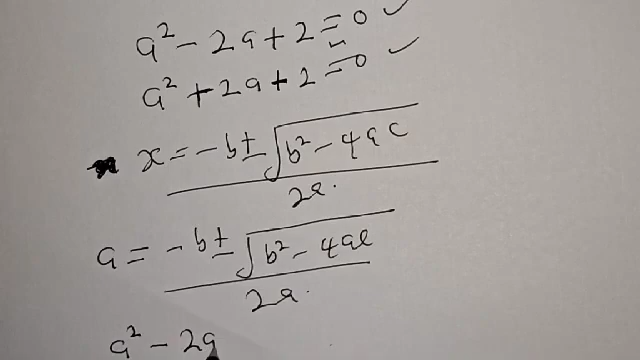 a² - 2a + 2 = 0 ✓
a² + 2a + 2 = 0 ✓
x = -b ± √(b² - 4ac)
2a.
a = -b ± √(b² - 4ac)
2a.
a² - 2a